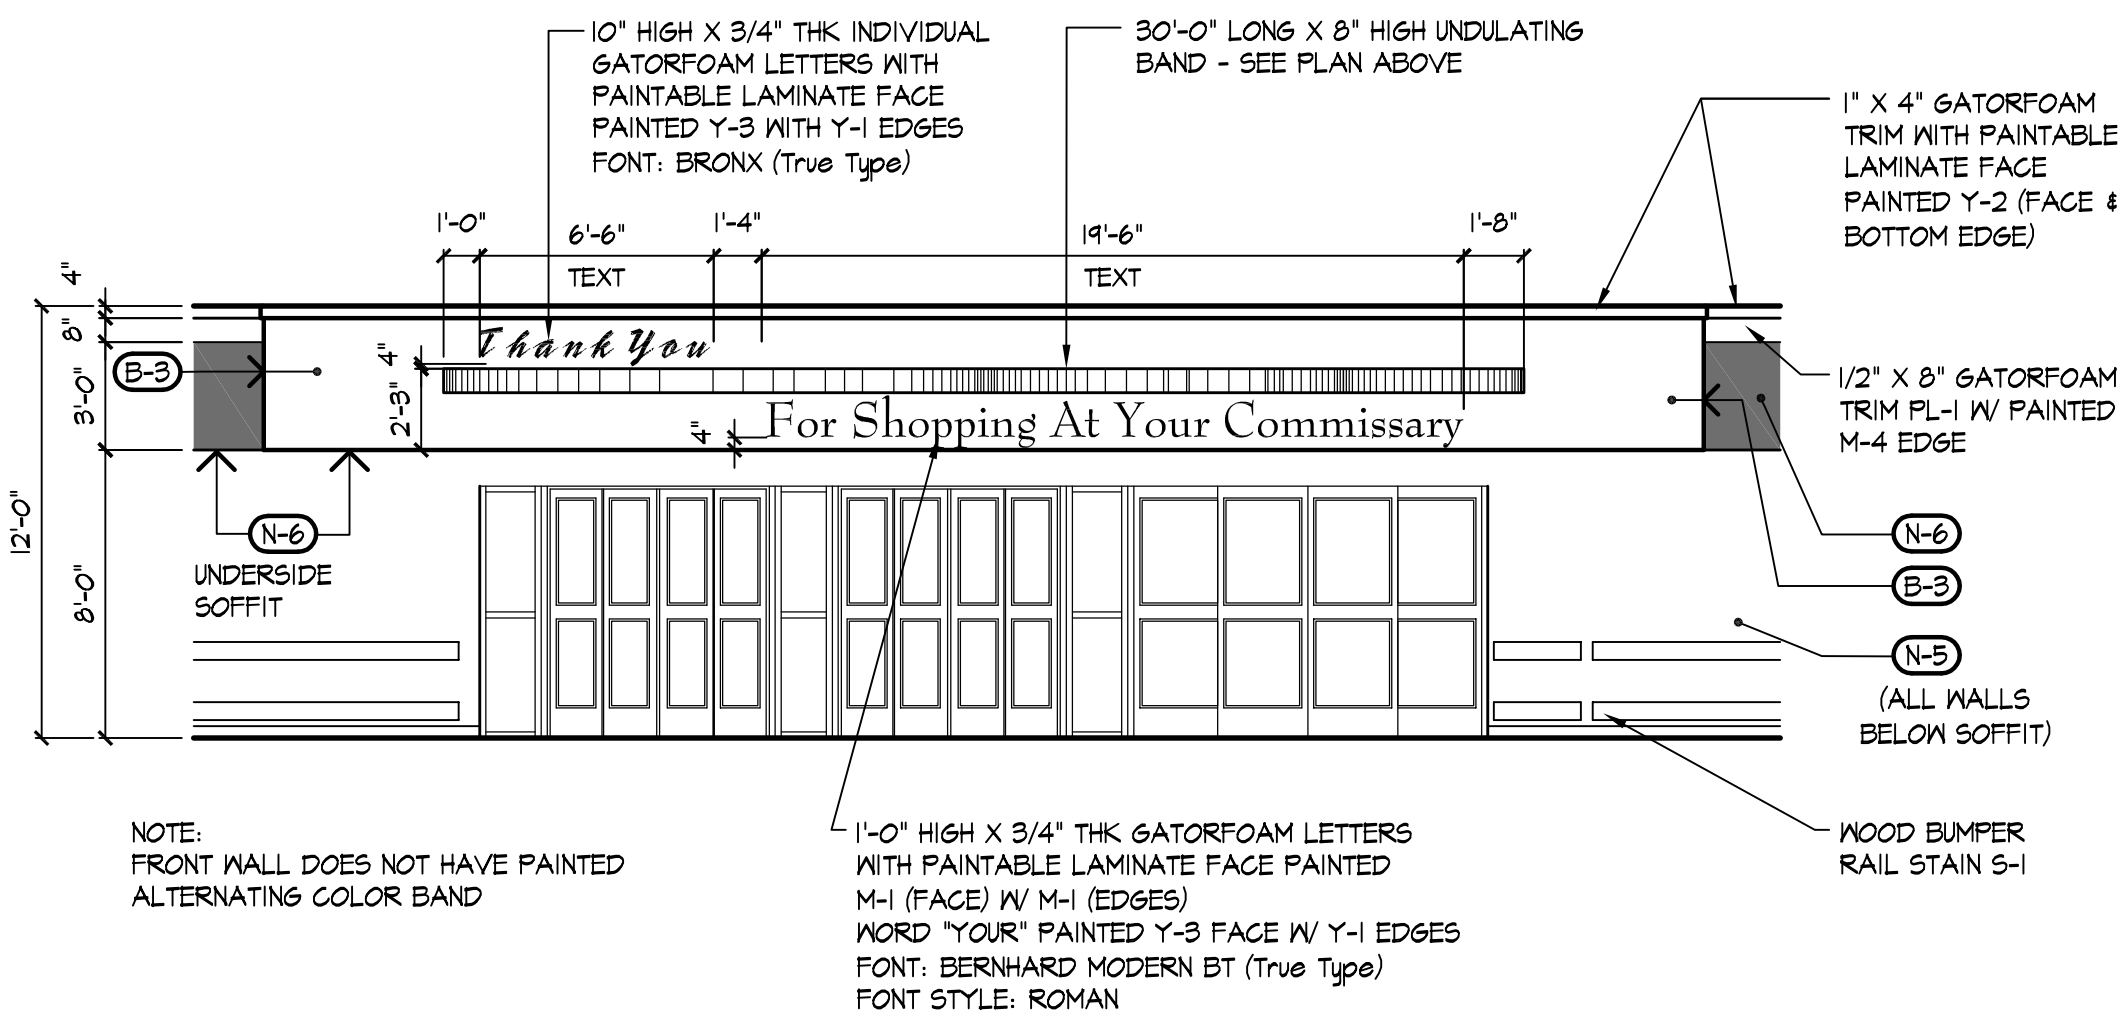 10" HIGH X 3/4" THK INDIVIDUAL
GATORFOAM LETTERS WITH
PAINTABLE LAMINATE FACE
PAINTED Y-3 WITH Y-1 EDGES
FONT: BRONX (True Type)
30'-0" LONG X 8" HIGH UNDULATING
BAND - SEE PLAN ABOVE
1" X 4" GATORFOAM
TRIM WITH PAINTABLE
LAMINATE FACE
PAINTED Y-2 (FACE &
BOTTOM EDGE)
1'-0"
6'-6"
TEXT
1'-4"
19'-6"
TEXT
1'-8"
4"
8"
3'-0"
12'-0"
8'-0"
B-3
4"
2'-3"
4"
Thank You
For Shopping At Your Commissary
1/2" X 8" GATORFOAM
TRIM PL-1 W/ PAINTED
M-4 EDGE
N-6
UNDERSIDE
SOFFIT
N-6
B-3
N-5
(ALL WALLS
BELOW SOFFIT)
WOOD BUMPER
RAIL STAIN S-1
NOTE:
FRONT WALL DOES NOT HAVE PAINTED
ALTERNATING COLOR BAND
1'-0" HIGH X 3/4" THK GATORFOAM LETTERS
WITH PAINTABLE LAMINATE FACE PAINTED
M-1 (FACE) W/ M-1 (EDGES)
WORD "YOUR" PAINTED Y-3 FACE W/ Y-1 EDGES
FONT: BERNHARD MODERN BT (True Type)
FONT STYLE: ROMAN